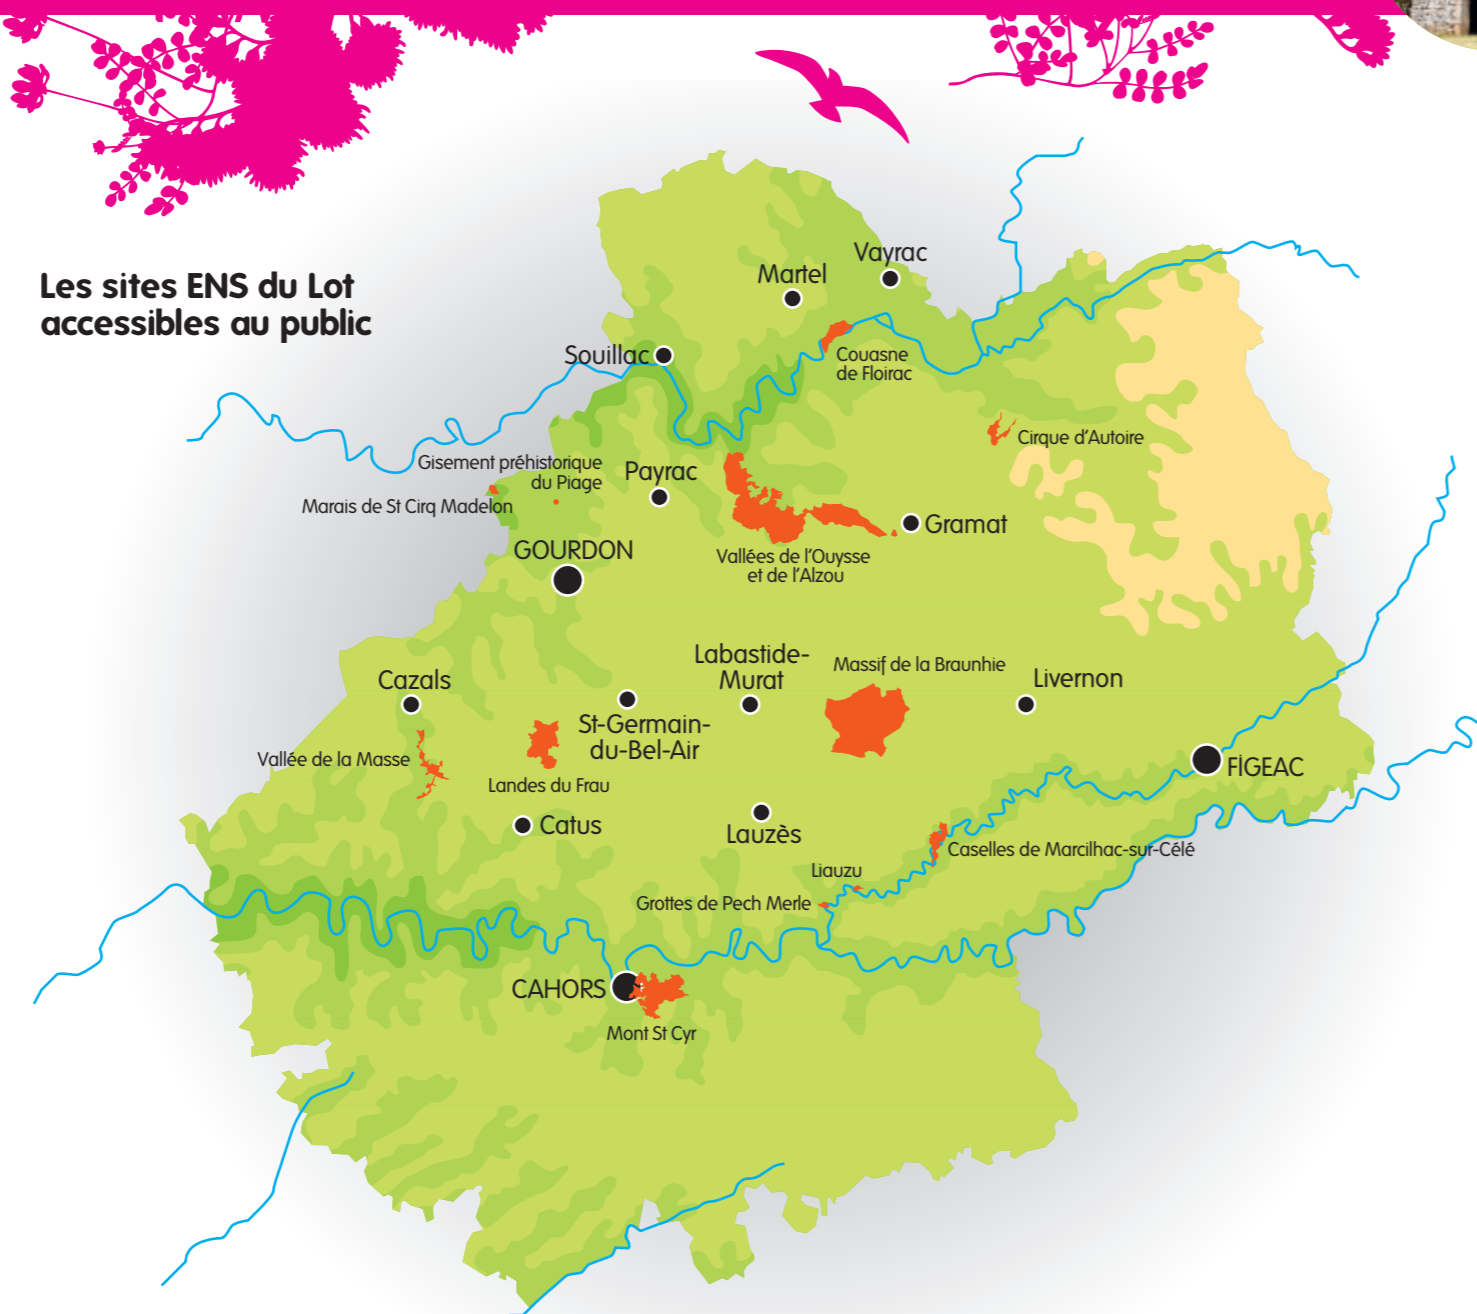 Les sites ENS du Lot
accessibles au public
Vayrac
Martel
Souillac
Couasne
de Floirac
Cirque d'Autoire
Gisement préhistorique
du Piage
Payrac
Marais de St Cirq Madelon
Gramat
GOURDON
Vallées de l'Ouysse
et de l'Alzou
Labastide-
Murat
Massif de la Braunhie
Livernon
Cazals
St-Germain-
du-Bel-Air
Vallée de la Masse
FIGEAC
Landes du Frau
Catus
Lauzès
Caselles de Marcilhac-sur-Célé
Liauzu
Grottes de Pech Merle
CAHORS
Mont St Cyr